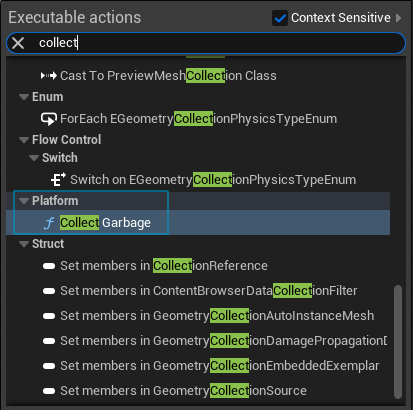 Executable actions
Context Sensitive
collect
Cast To PreviewMeshCollection Class
Enum
ForEach EGeometryCollectionPhysicsTypeEnum
Flow Control
Switch
Switch on EGeometryCollectionPhysicsTypeEnum
Platform
Collect Garbage
Struct
Set members in CollectionReference
Set members in ContentBrowserDataCollectionFilter
Set members in GeometryCollectionAutoInstanceMesh
Set members in GeometryCollectionDamagePropagationD
Set members in GeometryCollectionEmbeddedExemplar
Set members in GeometryCollectionSource